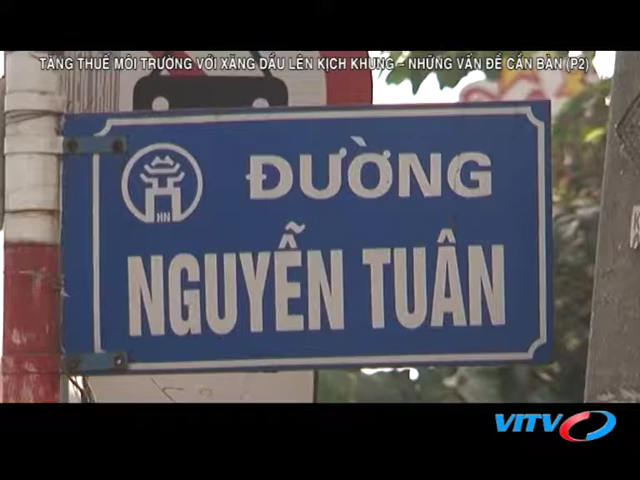 TĂNG THUẾ MÔI TRƯỜNG VỚI XĂNG DẦU LÊN KỊCH KHUNG – NHỮNG VẤN ĐỀ CẦN BÀN (P2)
ĐƯỜNG
HN
NGUYỄN TUÂN
VITV